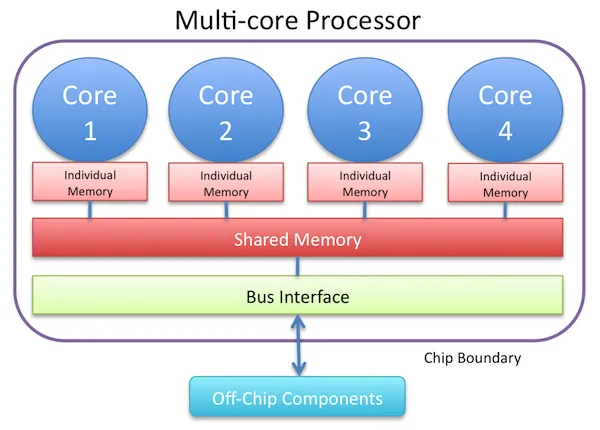 Multi-core Processor
Core
1
Core
2
Core
3
Core
4
Individual
Memory
Individual
Memory
Individual
Memory
Individual
Memory
Shared Memory
Bus Interface
Chip Boundary
Off-Chip Components